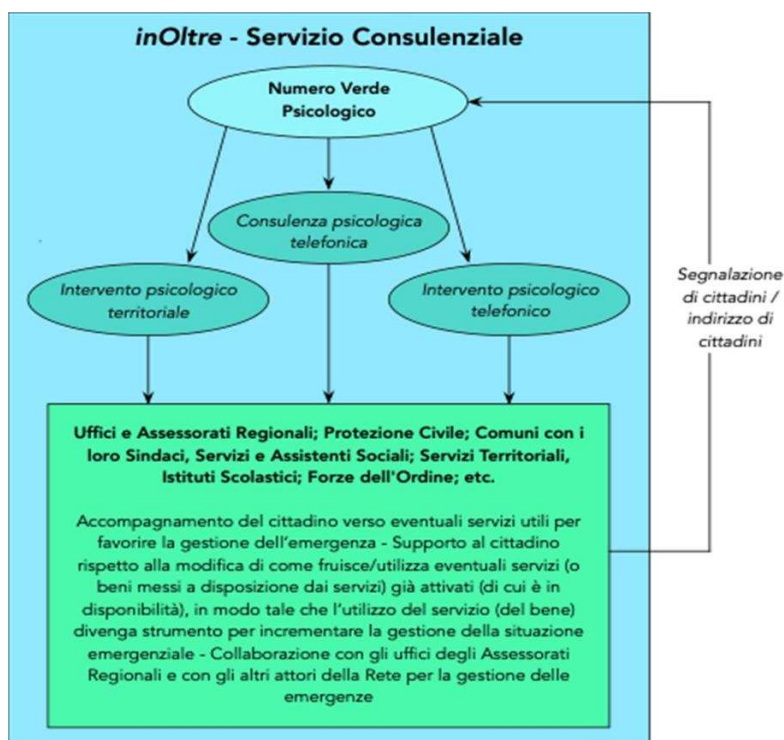 inOltre - Servizio Consulenziale
Numero Verde
Psicologico
Consulenza psicologica
telefonica
Intervento psicologico
territoriale
Intervento psicologico
telefonico
Segnalazione
di cittadini /
indirizzo di
cittadini
Uffici e Assessorati Regionali; Protezione Civile; Comuni con i
loro Sindaci, Servizi e Assistenti Sociali; Servizi Territoriali,
Istituti Scolastici; Forze dell'Ordine; etc.
Accompagnamento del cittadino verso eventuali servizi utili per
favorire la gestione dell'emergenza - Supporto al cittadino
rispetto alla modifica di come fruisce/utilizza eventuali servizi (o
beni messi a disposizione dai servizi) già attivati (di cui è in
disponibilità), in modo tale che l'utilizzo del servizio (del bene)
divenga strumento per incrementare la gestione della situazione
emergenziale - Collaborazione con gli uffici degli Assessorati
Regionali e con gli altri attori della Rete per la gestione delle
emergenze